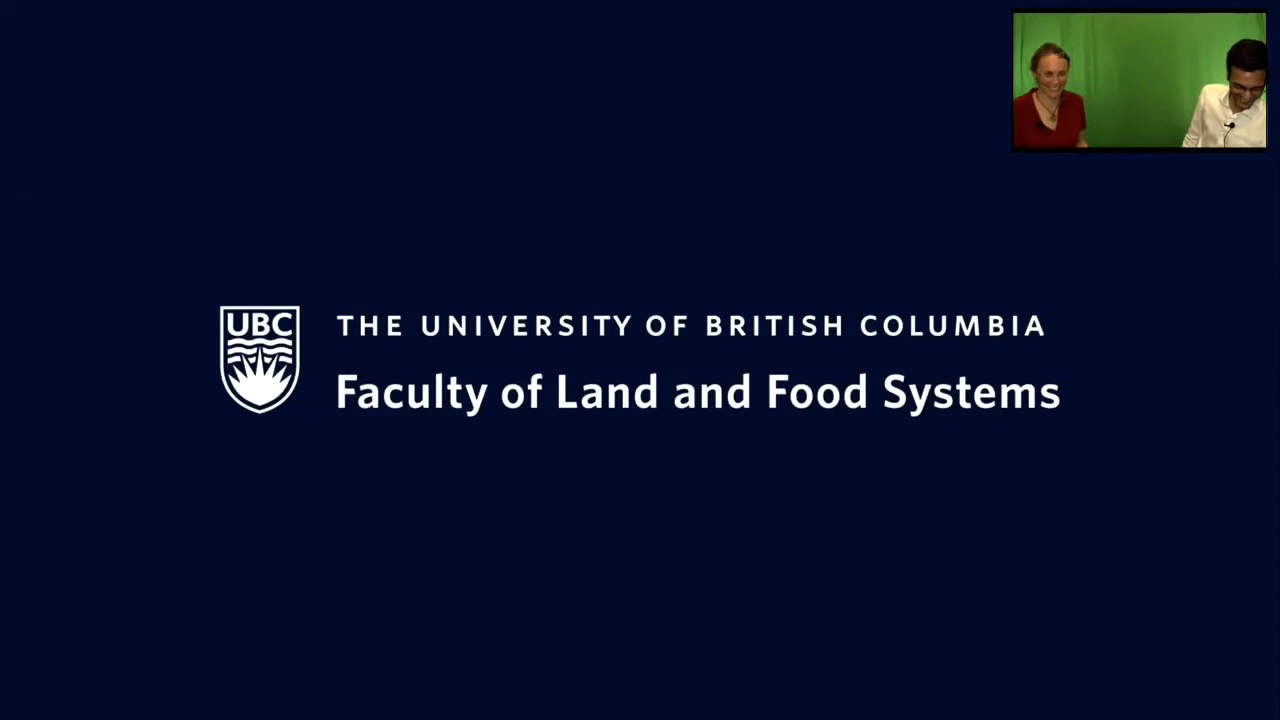 UBC
THE UNIVERSITY OF BRITISH COLUMBIA
Faculty of Land and Food Systems